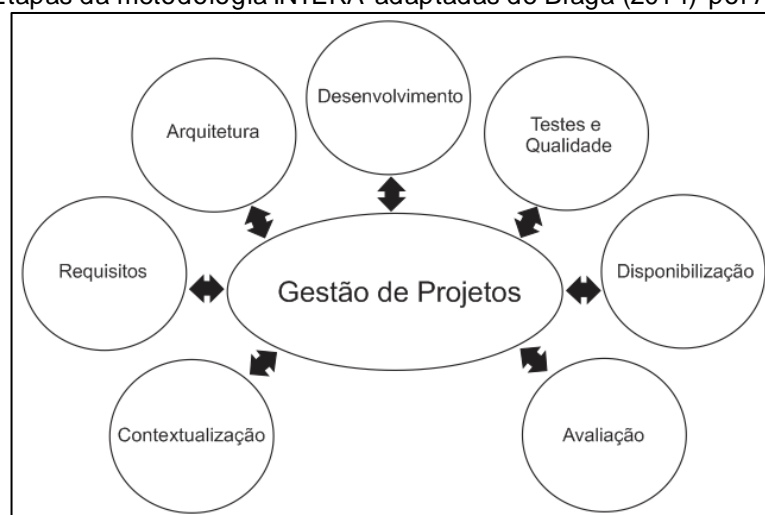 Etapas da metodologia INTERA adaptadas de Braga (2014) por
Desenvolvimento
Arquitetura
Testes e
Qualidade
Requisitos
Disponibilização
Gestão de Projetos
Contextualização
Avaliação